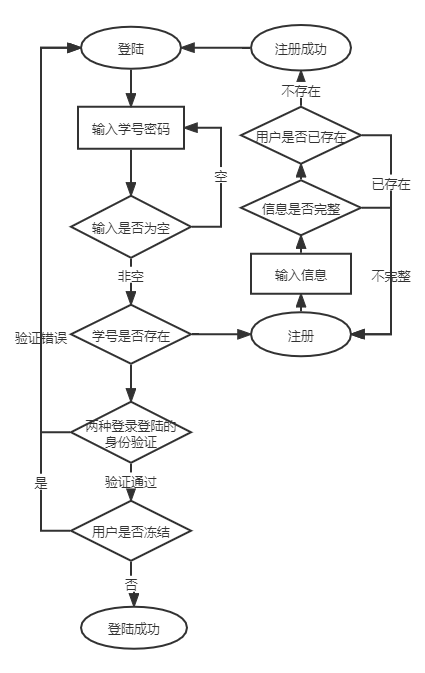 登陆
注册成功
不存在
输入学号密码
用户是否已存在
空
已存在
输入是否为空
信息是否完整
非空
输入信息
不完整
验证错误
学号是否存在
注册
两种登录登陆的
身份验证
是
验证通过
用户是否冻结
否
登陆成功